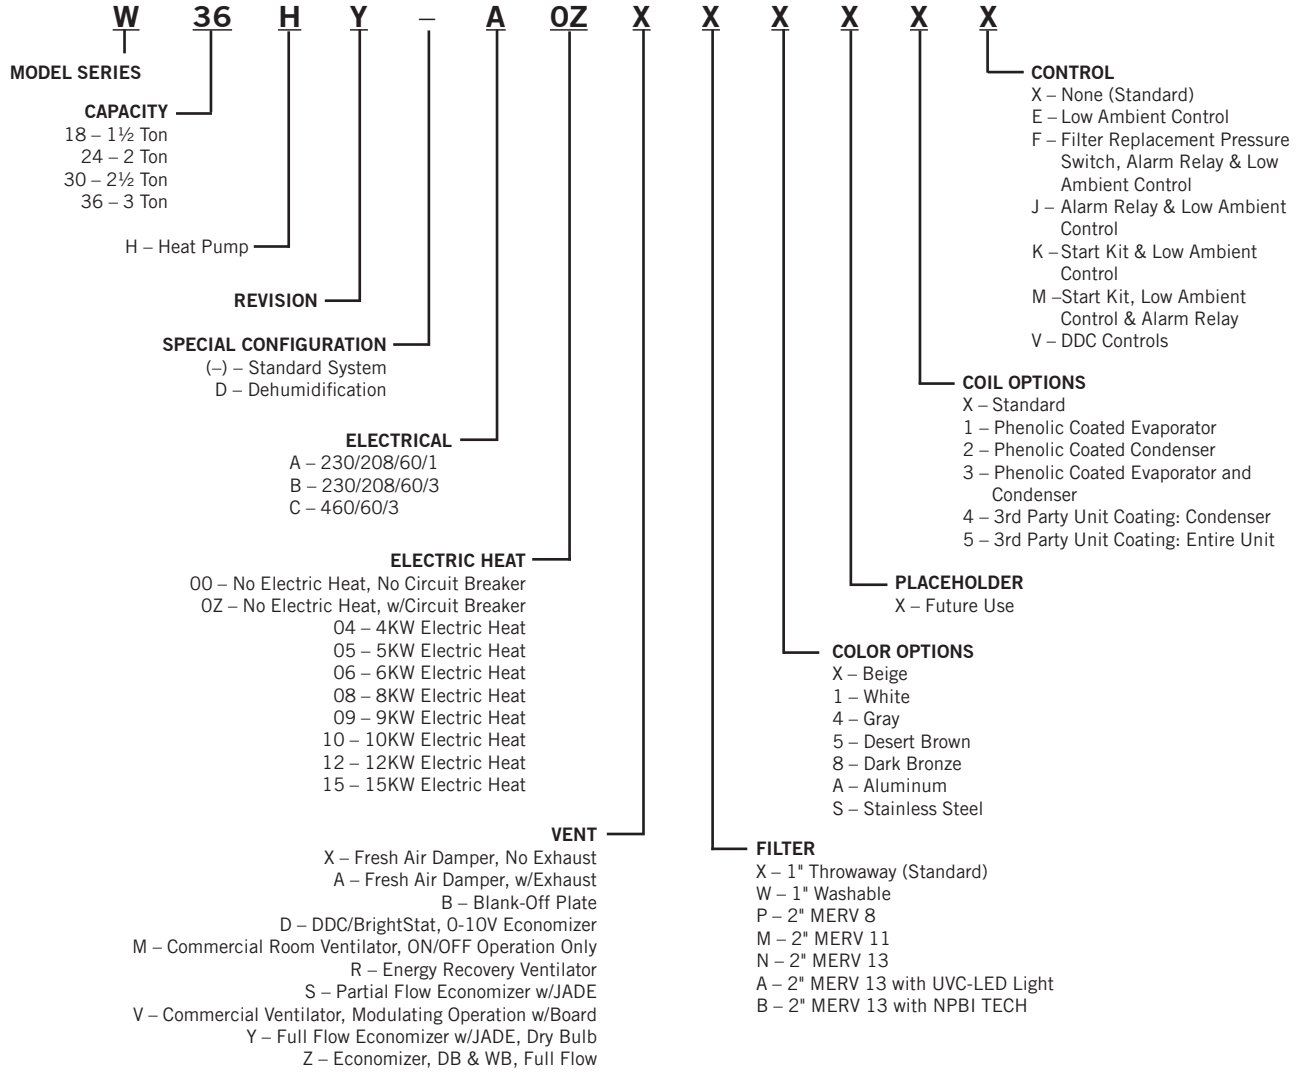 W 36 H Y – A 0Z X X X X X X
MODEL SERIES
CAPACITY
18 – 1½ Ton
24 – 2 Ton
30 – 2½ Ton
36 – 3 Ton
H – Heat Pump
REVISION
SPECIAL CONFIGURATION
(–) – Standard System
D – Dehumidification
ELECTRICAL
A – 230/208/60/1
B – 230/208/60/3
C – 460/60/3
ELECTRIC HEAT
00 – No Electric Heat, No Circuit Breaker
0Z – No Electric Heat, w/Circuit Breaker
04 – 4KW Electric Heat
05 – 5KW Electric Heat
06 – 6KW Electric Heat
08 – 8KW Electric Heat
09 – 9KW Electric Heat
10 – 10KW Electric Heat
12 – 12KW Electric Heat
15 – 15KW Electric Heat
VENT
X – Fresh Air Damper, No Exhaust
A – Fresh Air Damper, w/Exhaust
B – Blank-Off Plate
D – DDC/BrightStat, 0-10V Economizer
M – Commercial Room Ventilator, ON/OFF Operation Only
R – Energy Recovery Ventilator
S – Partial Flow Economizer w/JADE
V – Commercial Ventilator, Modulating Operation w/Board
Y – Full Flow Economizer w/JADE, Dry Bulb
Z – Economizer, DB & WB, Full Flow
FILTER
X – 1" Throwaway (Standard)
W – 1" Washable
P – 2" MERV 8
M – 2" MERV 11
N – 2" MERV 13
A – 2" MERV 13 with UVC-LED Light
B – 2" MERV 13 with NPBI TECH
COLOR OPTIONS
X – Beige
1 – White
4 – Gray
5 – Desert Brown
8 – Dark Bronze
A – Aluminum
S – Stainless Steel
PLACEHOLDER
X – Future Use
COIL OPTIONS
X – Standard
1 – Phenolic Coated Evaporator
2 – Phenolic Coated Condenser
3 – Phenolic Coated Evaporator and
Condenser
4 – 3rd Party Unit Coating: Condenser
5 – 3rd Party Unit Coating: Entire Unit
CONTROL
X – None (Standard)
E – Low Ambient Control
F – Filter Replacement Pressure
Switch, Alarm Relay & Low
Ambient Control
J – Alarm Relay & Low Ambient
Control
K –Start Kit & Low Ambient
Control
M –Start Kit, Low Ambient
Control & Alarm Relay
V – DDC Controls